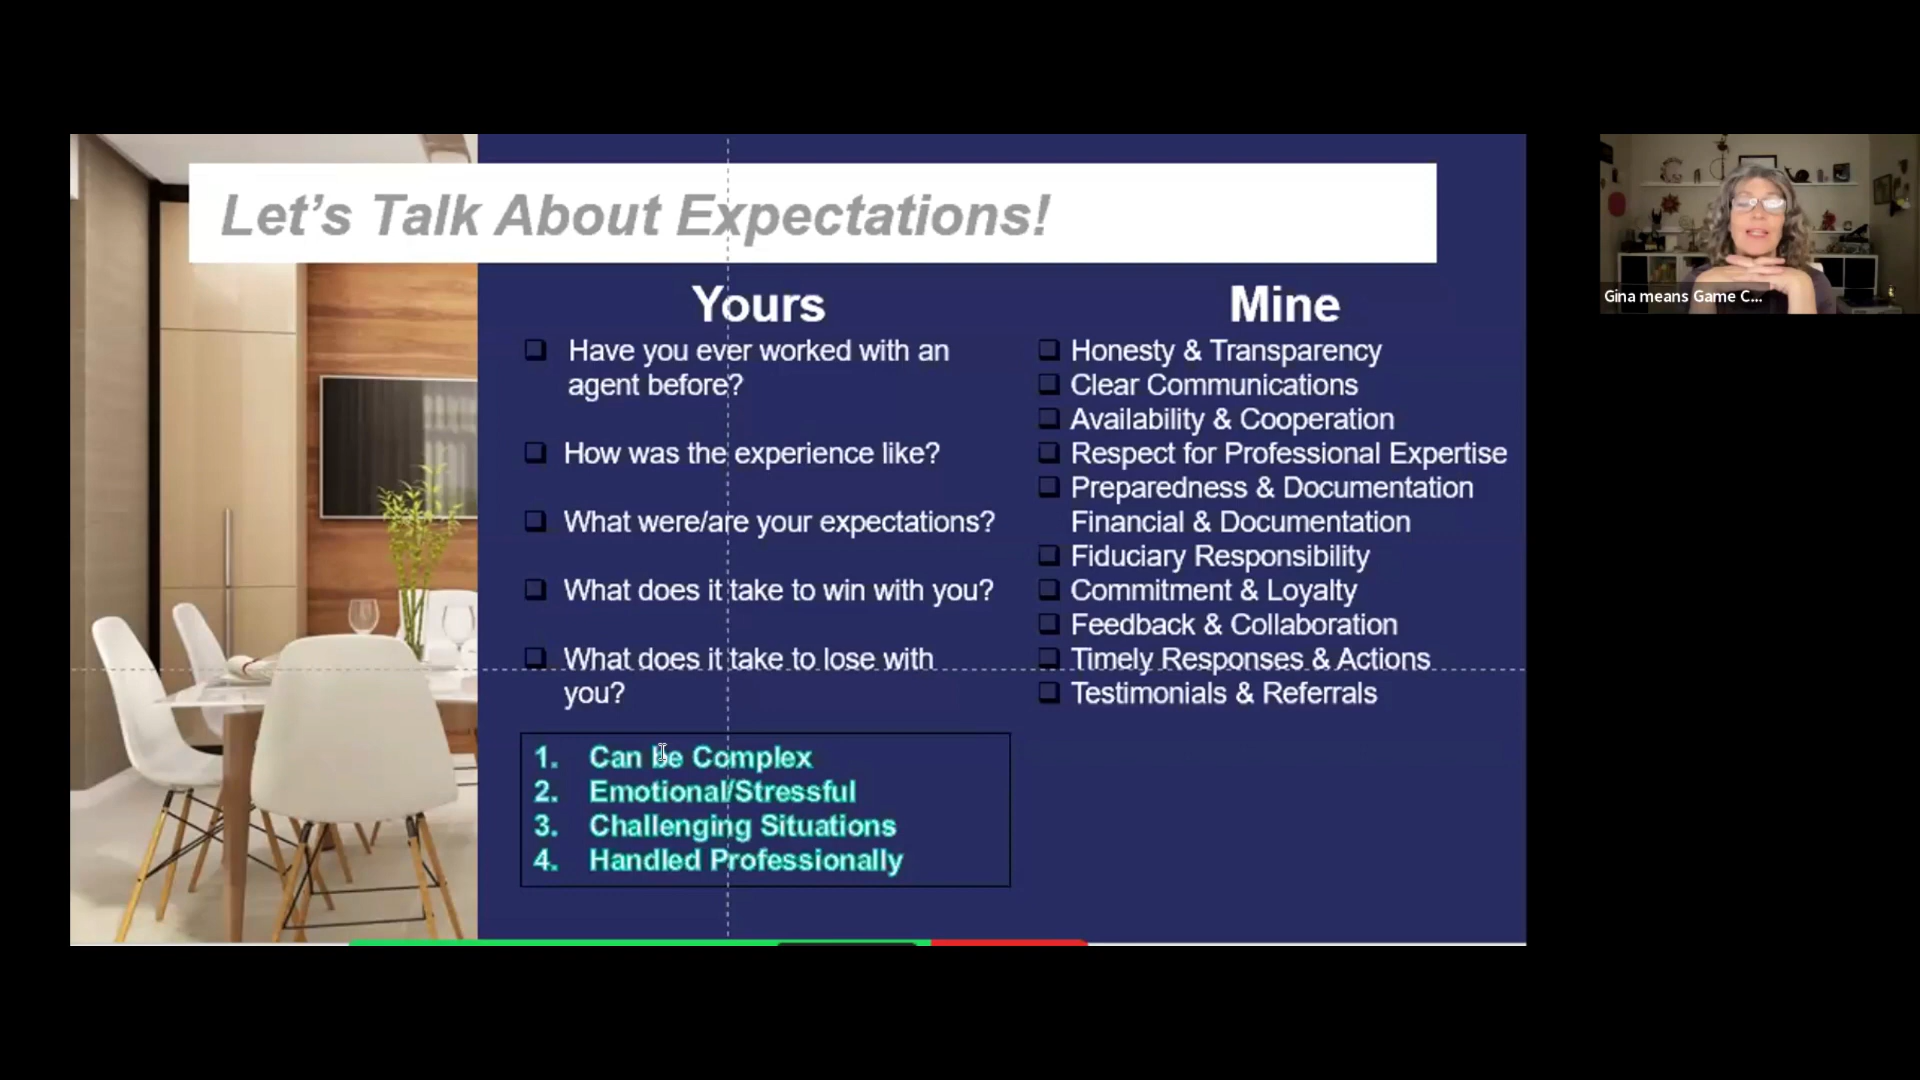 Let's Talk About Expectations!
Yours
Have you ever worked with an
agent before?
How was the experience like?
What were/are your expectations?
What does it take to win with you?
What does it take to lose with
you?
1. Can be Complex
2. Emotional/Stressful
3. Challenging Situations
4. Handled Professionally
Mine
Honesty & Transparency
Clear Communications
Availability & Cooperation
Respect for Professional Expertise
Preparedness & Documentation
Financial & Documentation
Fiduciary Responsibility
Commitment & Loyalty
Feedback & Collaboration
Timely Responses & Actions
Testimonials & Referrals
Gina means Game C...